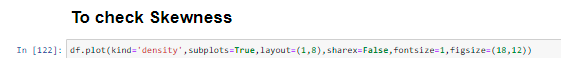 To check Skewness
In [122]: df.plot(kind='density',subplots=True,layout=(1,8),sharex=False,fontsize=1,figsize=(18,12))